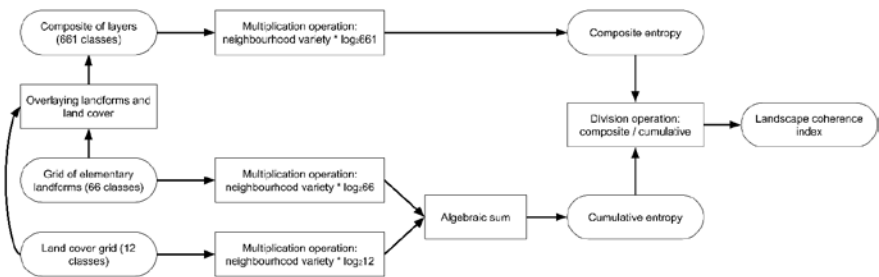 Composite of layers
(661 classes)
Multiplication operation:
neighbourhood variety * log₂661
Composite entropy
Overlaying landforms and
land cover
Division operation:
composite / cumulative
Landscape coherence
index
Grid of elementary
landforms (66 classes)
Multiplication operation:
neighbourhood variety * log₂66
Algebraic sum
Cumulative entropy
Land cover grid (12
classes)
Multiplication operation:
neighbourhood variety * log₂12